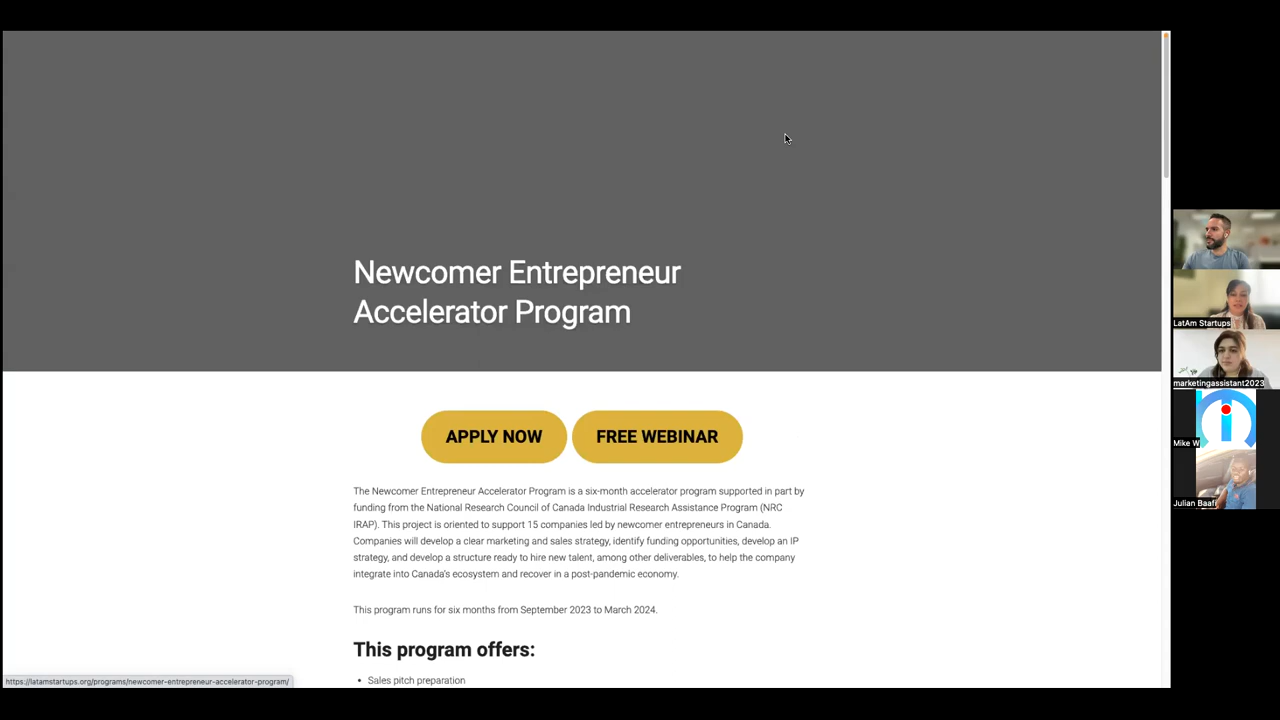 Newcomer Entrepreneur
Accelerator Program
APPLY NOW
FREE WEBINAR
The Newcomer Entrepreneur Accelerator Program is a six-month accelerator program supported in part by
funding from the National Research Council of Canada Industrial Research Assistance Program (NRC
IRAP). This project is oriented to support 15 companies led by newcomer entrepreneurs in Canada.
Companies will develop a clear marketing and sales strategy, identify funding opportunities, develop an IP
strategy, and develop a structure ready to hire new talent, among other deliverables, to help the company
integrate into Canada's ecosystem and recover in a post-pandemic economy.
This program runs for six months from September 2023 to March 2024.
This program offers:
• Sales pitch preparation
https://latamstartups.org/programs/newcomer-entrepreneur-accelerator-program/
LatAm Startups
marketingassistant2023
Mike W
Julian Baafi